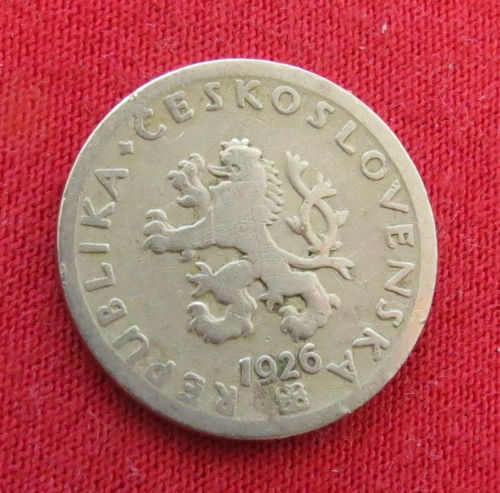 REPUBLIKA • ČESKOSLOVENSKÁ
1926